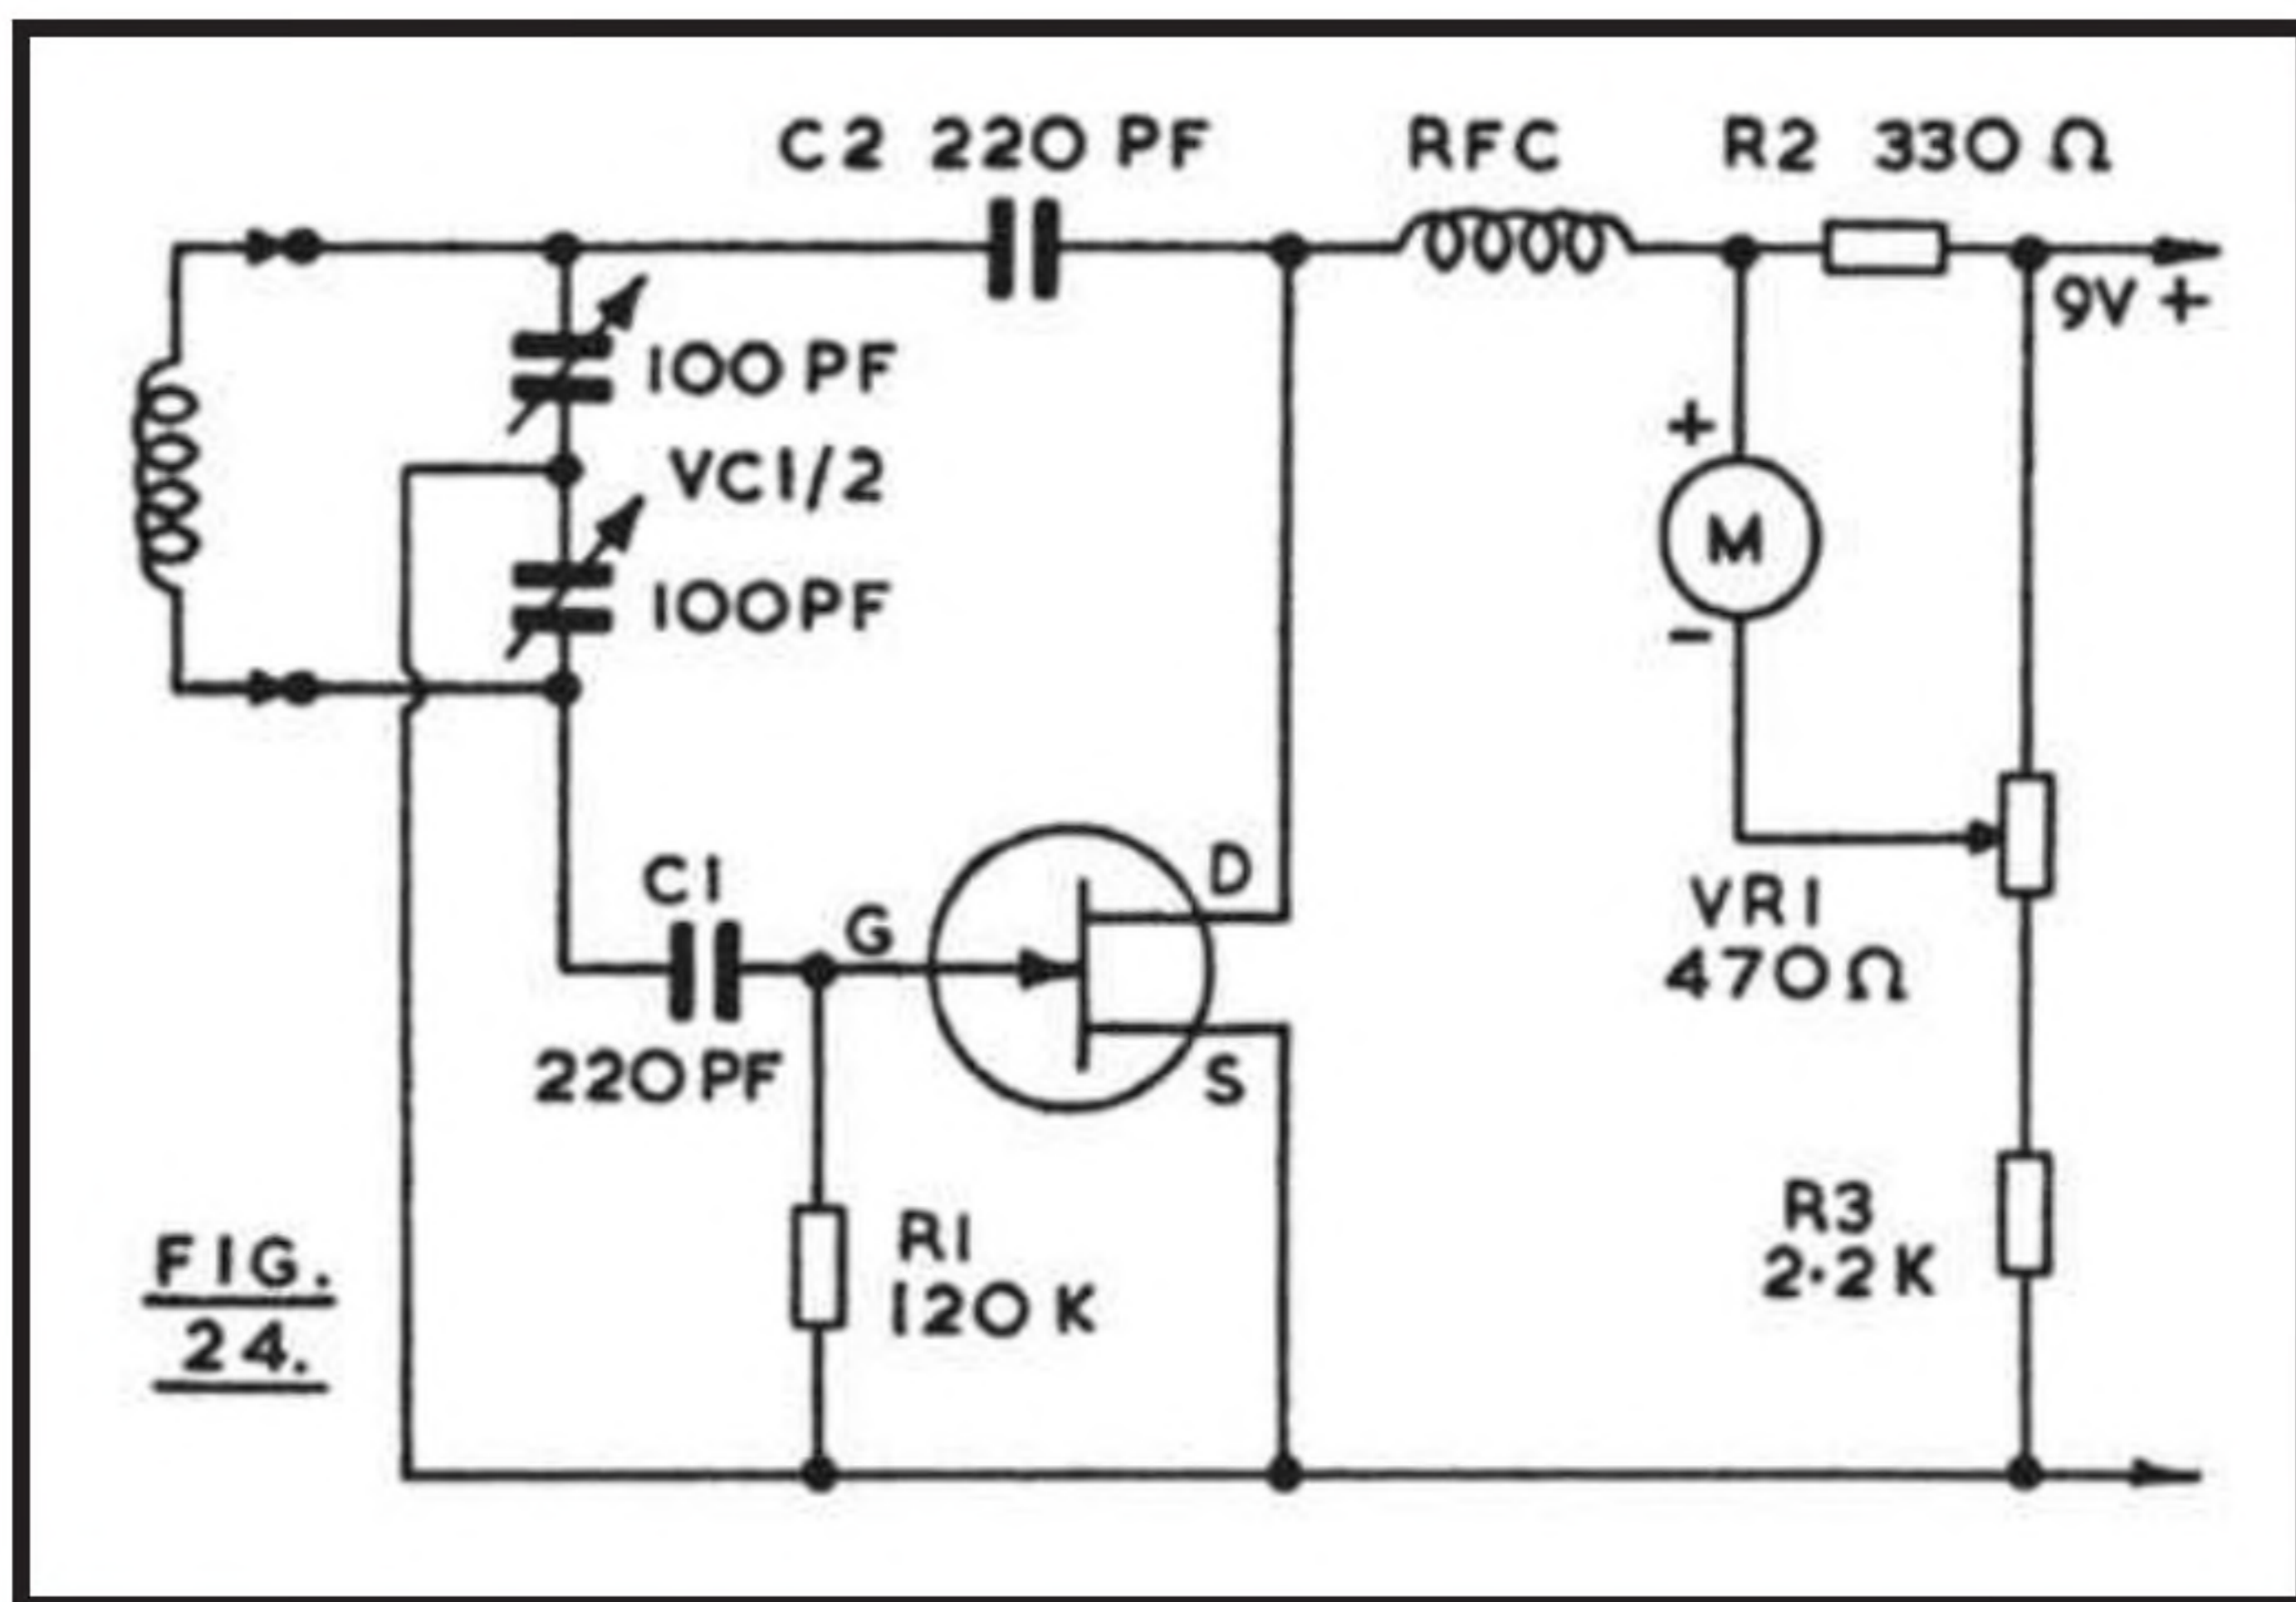 C2 220 PF
RFC
R2 330 Ω
9V +
100 PF
VC1/2
100PF
+
M
-
C1
220PF
G
D
S
VR1
470Ω
R1
120 K
R3
2·2 K
FIG.
24.